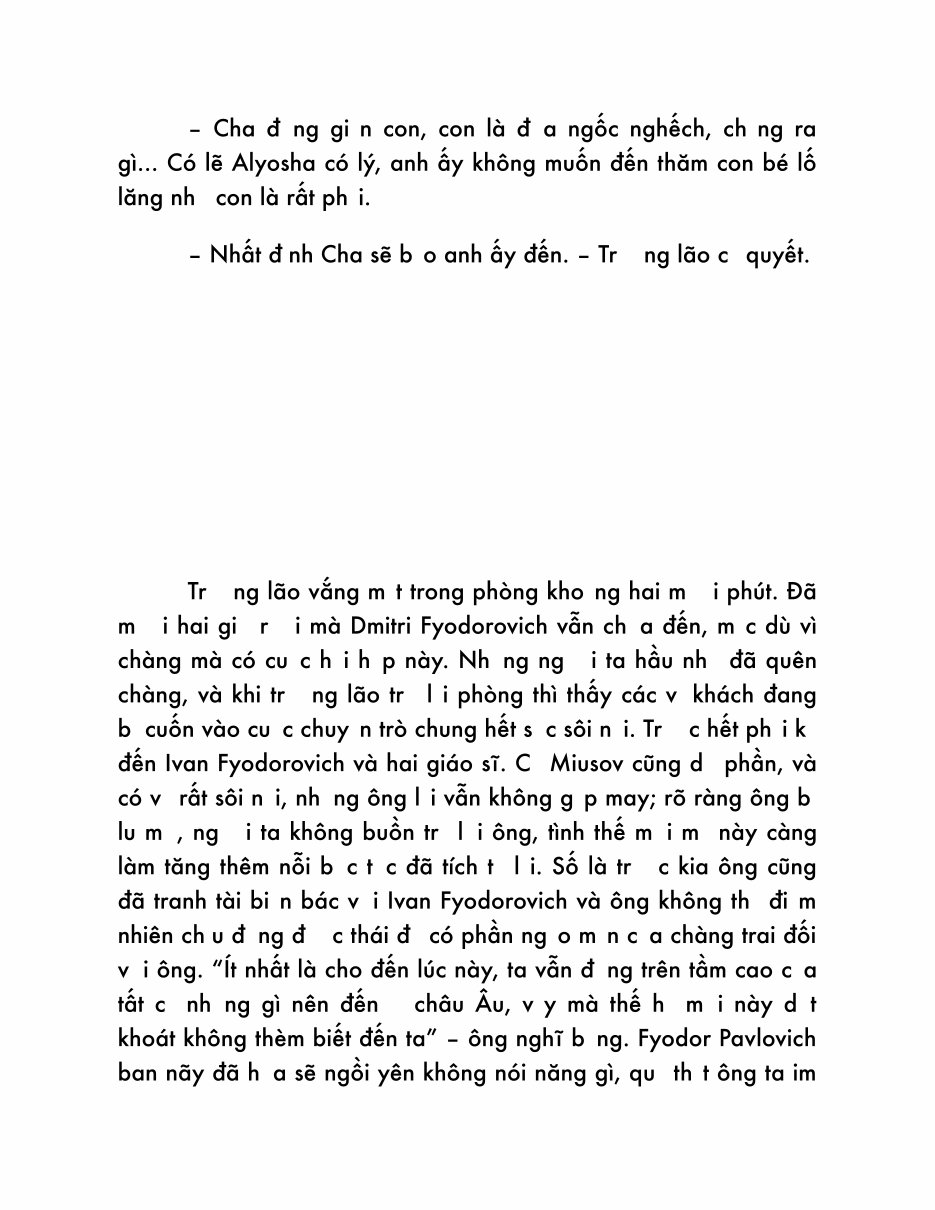 – Cha đ ng gi n con, con là đ a ngốc nghếch, ch ng ra
gì... Có lẽ Alyosha có lý, anh ấy không muốn đến thăm con bé lố
lăng nh con là rất ph i.
– Nhất đ nh Cha sẽ b o anh ấy đến. – Tr ng lão c quyết.
Tr ng lão vắng m t trong phòng kho ng hai m i phút. Đã
m i hai gi r i mà Dmitri Fyodorovich vẫn ch a đến, m c dù vì
chàng mà có cu c h i h p này. Nh ng ng i ta hầu nh đã quên
chàng, và khi tr ng lão tr l i phòng thì thấy các v khách đang
b cuốn vào cu c chuy n trò chung hết s c sôi n i. Tr c hết ph i k
đến Ivan Fyodorovich và hai giáo sĩ. C Miusov cũng d phần, và
có v rất sôi n i, nh ng ông l i vẫn không g p may; rõ ràng ông b
lu m , ng i ta không buồn tr l i ông, tình thế m i m này càng
làm tăng thêm nỗi b c t c đã tích t l i. Số là tr c kia ông cũng
đã tranh tài bi n bác v i Ivan Fyodorovich và ông không th đi m
nhiên ch u đ ng đ c thái đ có phần ng o m n c a chàng trai đối
v i ông. “Ít nhất là cho đến lúc này, ta vẫn đ ng trên tầm cao c a
tất c nh ng gì nên đến châu Âu, v y mà thế h m i này d t
khoát không thèm biết đến ta” – ông nghĩ b ng. Fyodor Pavlovich
ban nãy đã h a sẽ ngồi yên không nói năng gì, qu th t ông ta im